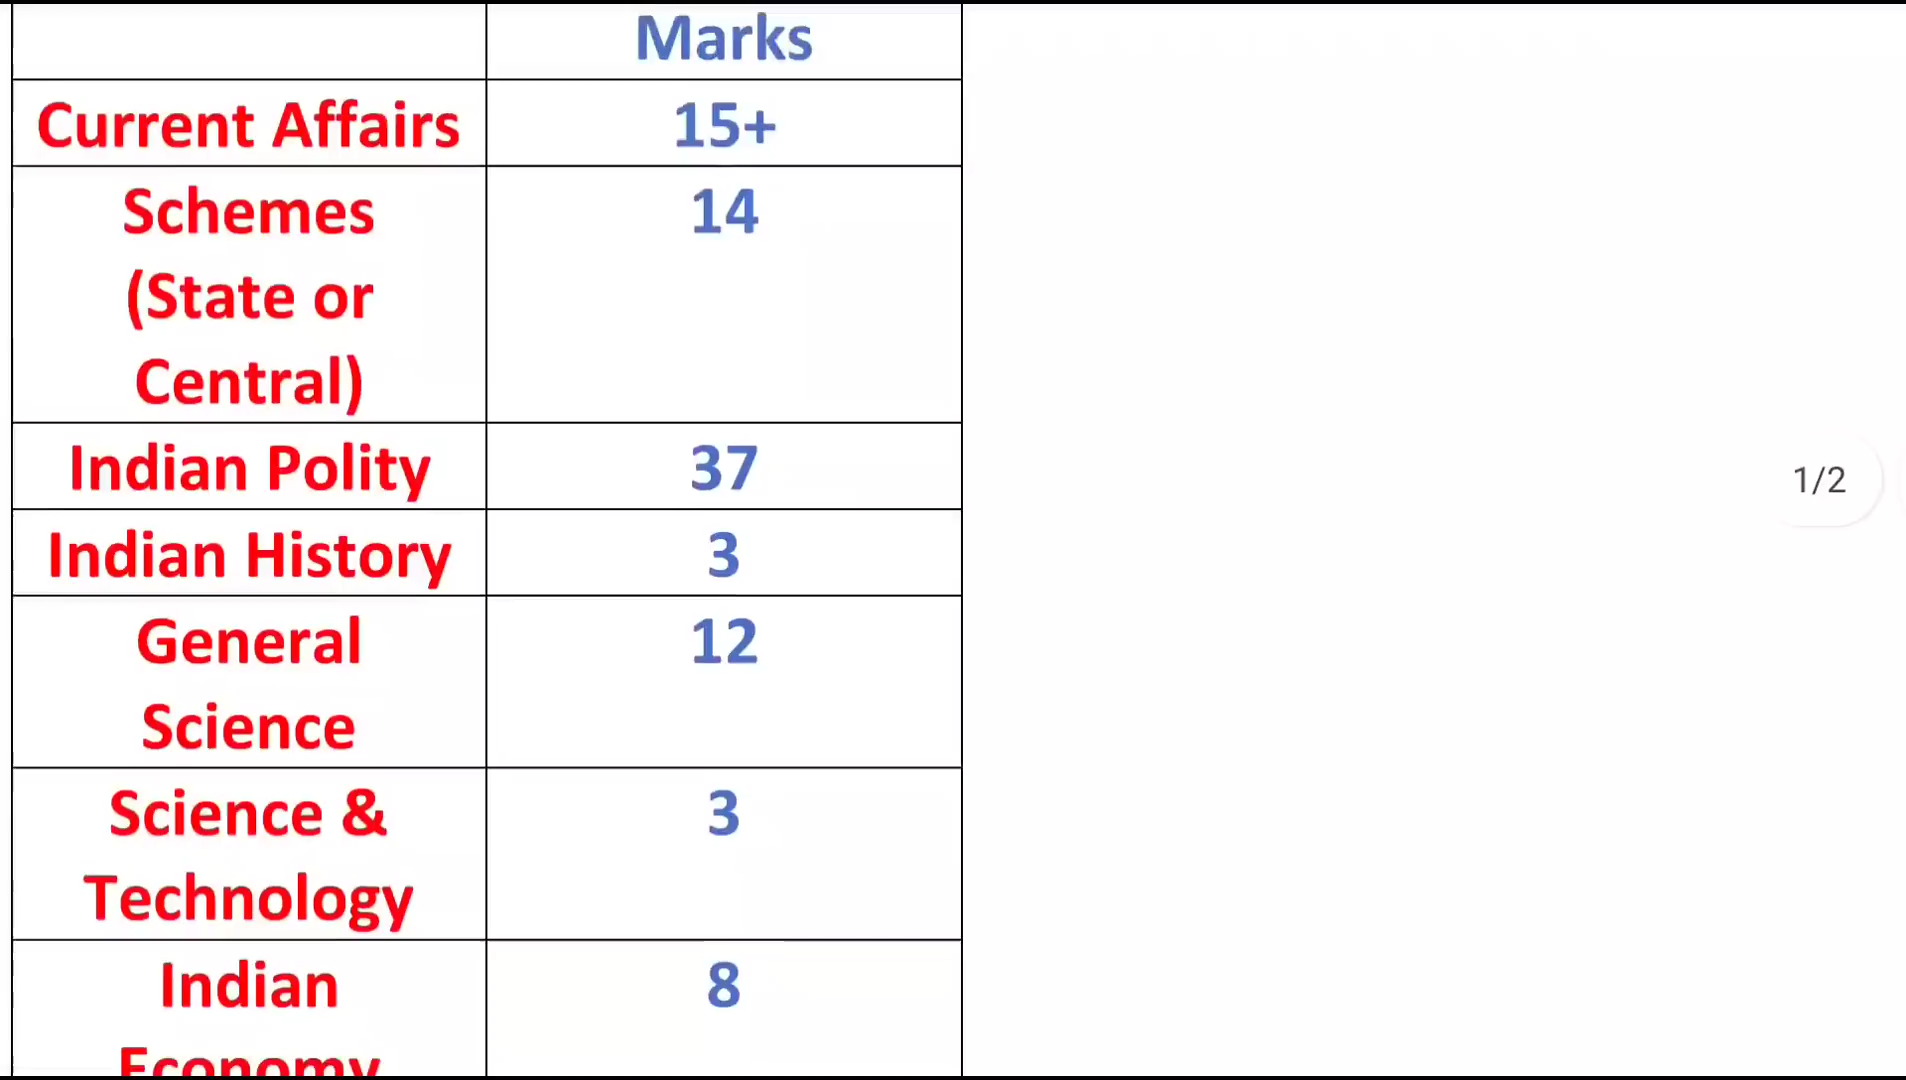 Marks
Current Affairs 15+
Schemes 14
(State or
Central)
Indian Polity 37
Indian History 3
General 12
Science
Science & 3
Technology
Indian 8
Economy
1/2